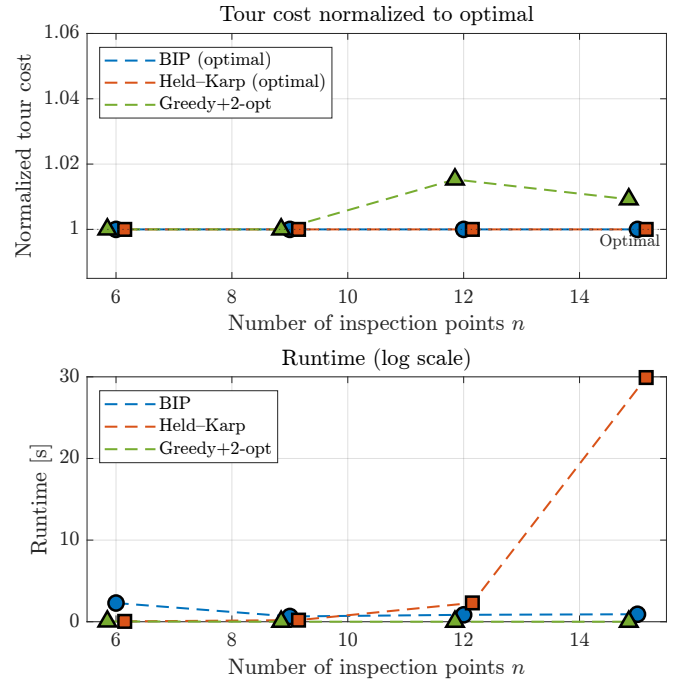 Tour cost normalized to optimal
1.06
1.04
1.02
1
Normalized tour cost
BIP (optimal)
Held–Karp (optimal)
Greedy+2-opt
Optimal
6 8 10 12 14
Number of inspection points n
Runtime (log scale)
30
20
10
0
Runtime [s]
BIP
Held–Karp
Greedy+2-opt
6 8 10 12 14
Number of inspection points n